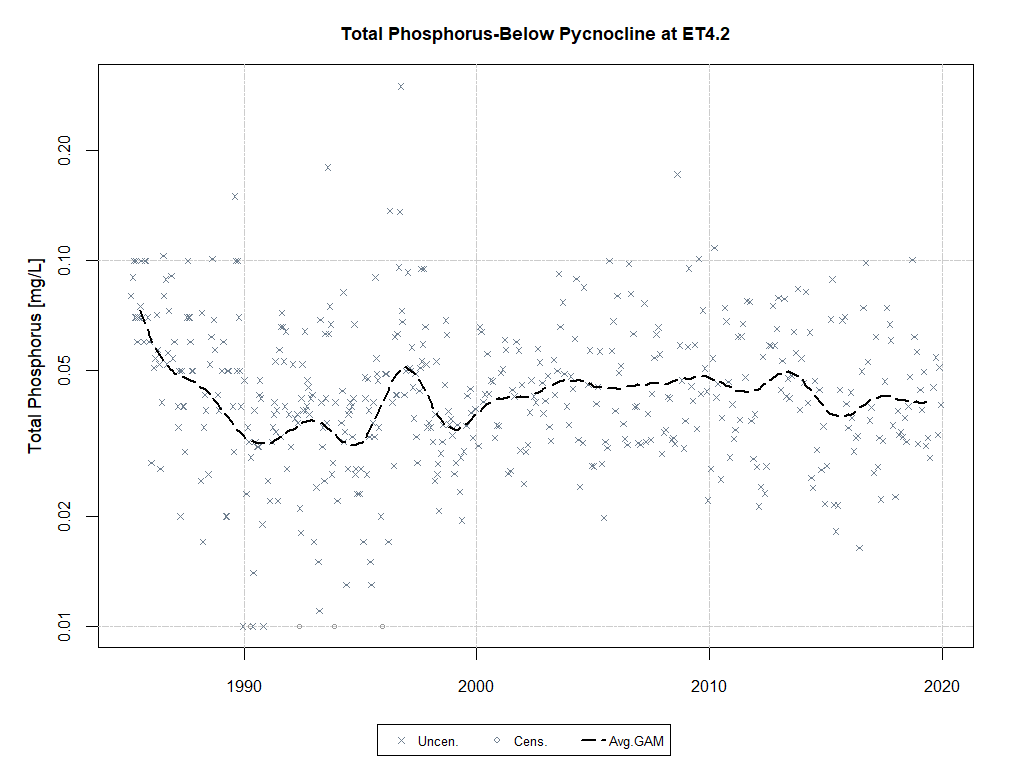 Total Phosphorus-Below Pycnocline at ET4.2
Total Phosphorus [mg/L]
0.20
0.10
0.05
0.02
0.01
1990 2000 2010 2020
Uncen. Cens. Avg.GAM